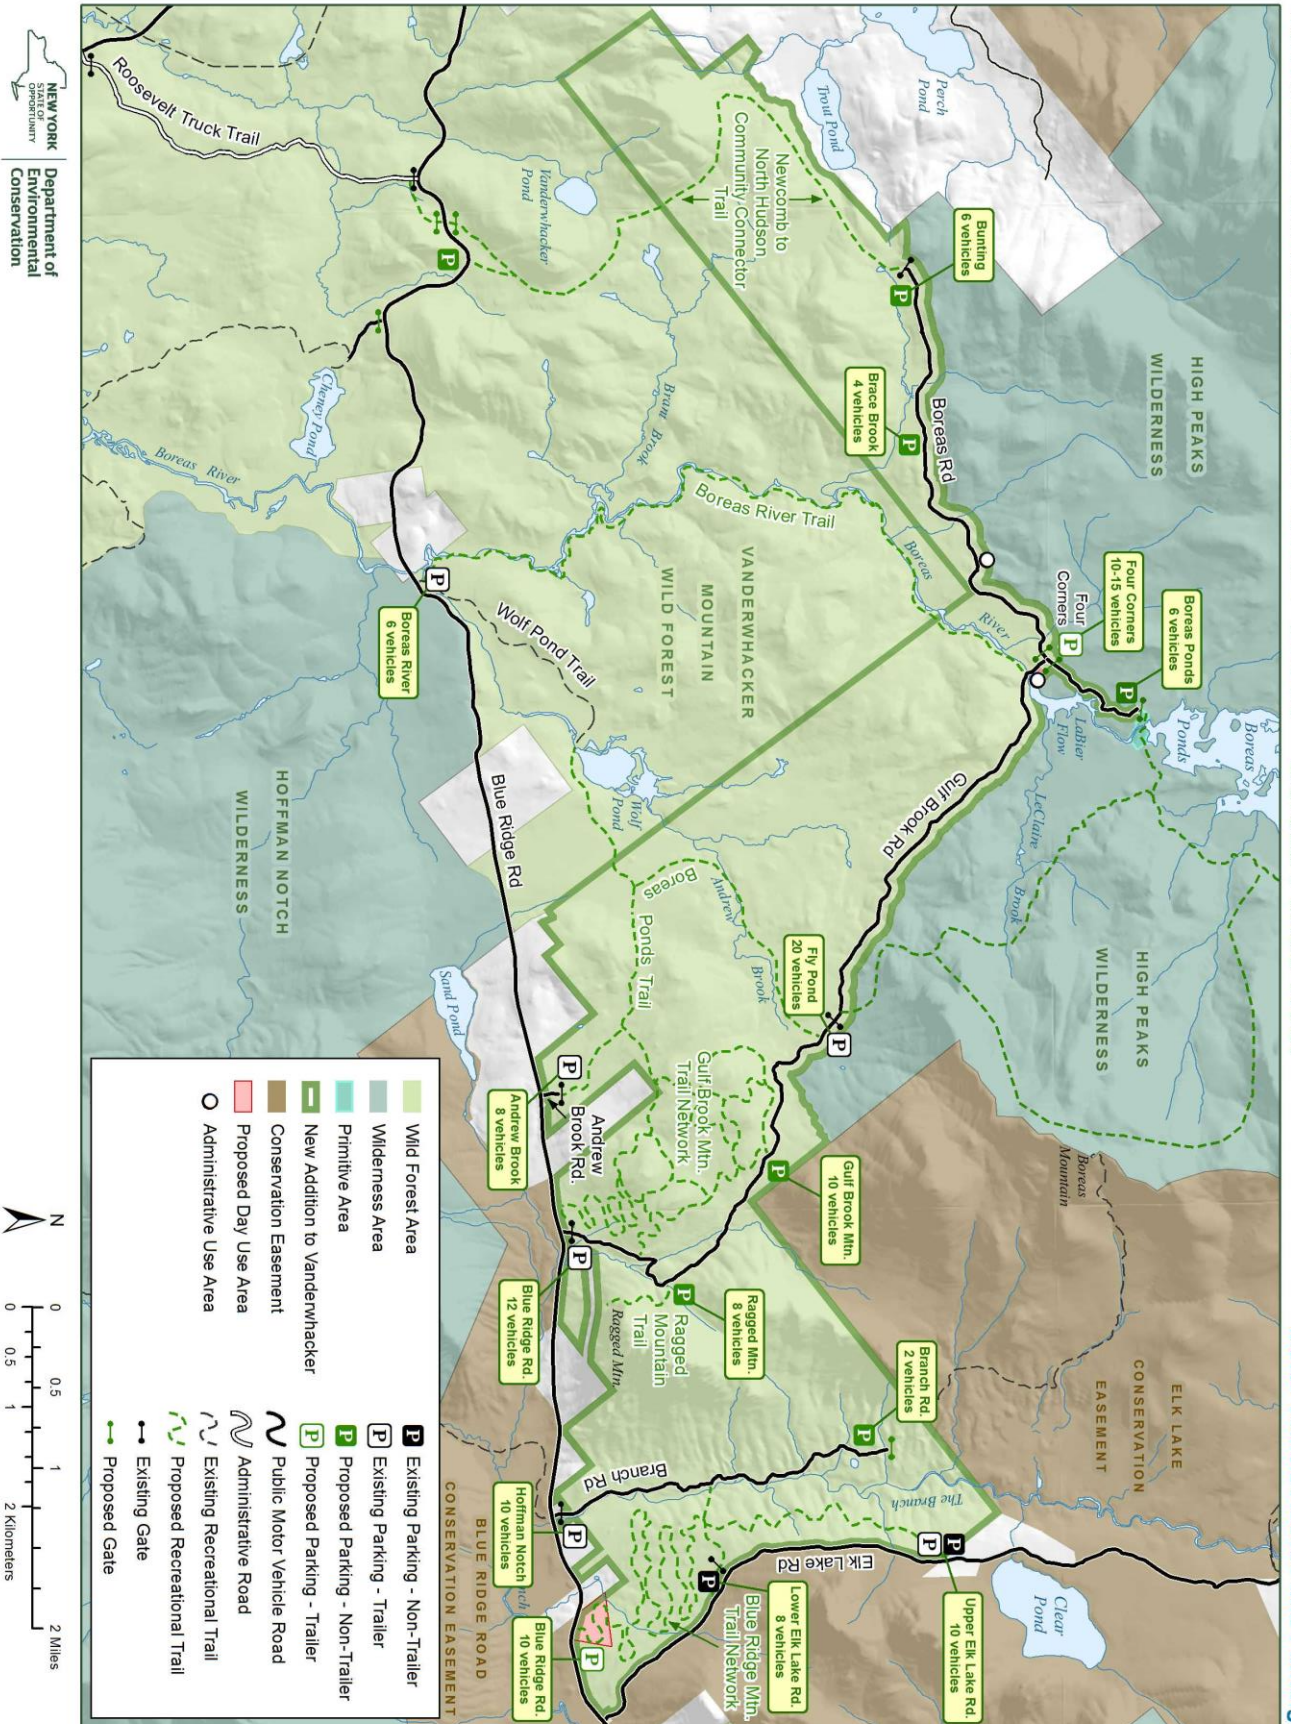 HIGH PEAKS
WILDERNESS
Perch
Pond
Trout Pond
Bunting
6 vehicles
Newcomb to
North Hudson
Community Connector
Trail
Vanderwhacker
Pond
Roosevelt Truck Trail
Brace Brook
4 vehicles
Boreas Rd
Four Corners
10-15 vehicles
Four
Corners
Boreas Ponds
6 vehicles
Boreas
Ponds
LaBier
Flow
LeClaire
Brook
HIGH PEAKS
WILDERNESS
Boreas
River
Boreas River Trail
Brant Brook
Cheney Pond
Boreas River
VANDERWHACKER
MOUNTAIN
WILD FOREST
Boreas River
6 vehicles
Wolf Pond Trail
Wolf
Pond
Gulf Brook Rd
Blue Ridge Rd
HOFFMAN NOTCH
WILDERNESS
Boreas
Ponds Trail
Andrew
Brook
Fly Pond
20 vehicles
Sand Pond
Gulf Brook Mtn.
Trail Network
Andrew
Brook Rd.
Andrew Brook
8 vehicles
Gulf Brook Mtn.
10 vehicles
Boreas
Mountain
Ragged Mtn.
8 vehicles
Ragged
Mountain
Trail
Ragged Mtn.
Blue Ridge Rd.
12 vehicles
Branch Rd.
2 vehicles
ELK LAKE
CONSERVATION
EASEMENT
Branch Rd
The Branch
Hoffman Notch
10 vehicles
BLUE RIDGE ROAD
CONSERVATION EASEMENT
Elk Lake Rd
Upper Elk Lake Rd.
10 vehicles
Clear
Pond
Lower Elk Lake Rd.
8 vehicles
Blue Ridge Mtn.
Trail Network
Blue Ridge Rd.
10 vehicles
Wild Forest Area
Wilderness Area
Primitive Area
New Addition to Vanderwhacker
Conservation Easement
Proposed Day Use Area
Administrative Use Area
P Existing Parking - Non-Trailer
P Existing Parking - Trailer
P Proposed Parking - Non-Trailer
P Proposed Parking - Trailer
Public Motor Vehicle Road
Administrative Road
Existing Recreational Trail
Proposed Recreational Trail
Existing Gate
Proposed Gate
N
0 0.5 1 2 Miles
0 0.5 1 2 Kilometers
NEW YORK
STATE OF
OPPORTUNITY
Department of
Environmental
Conservation